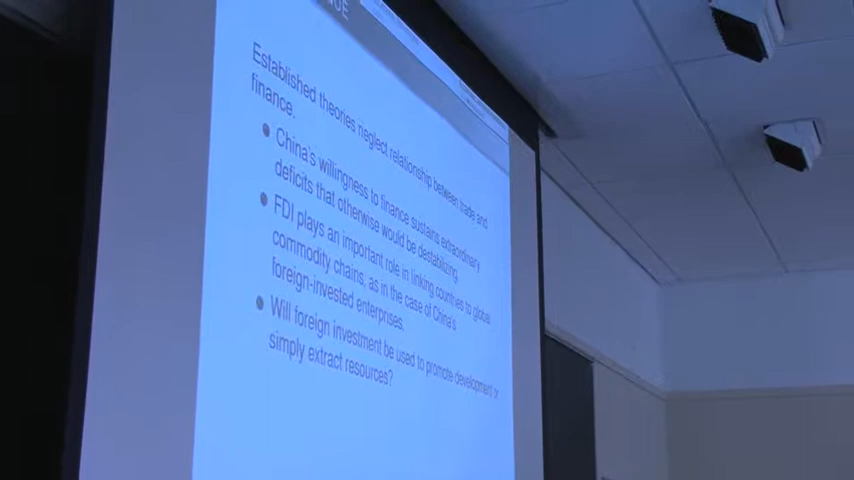 Established theories neglect relationship between trade and
finance.
China's willingness to finance sustains extraordinary
deficits that otherwise would be destabilizing.
FDI plays an important role in linking countries to global
commodity chains, as in the case of China's
foreign-invested enterprises.
Will foreign investment be used to promote development or
simply extract resources?